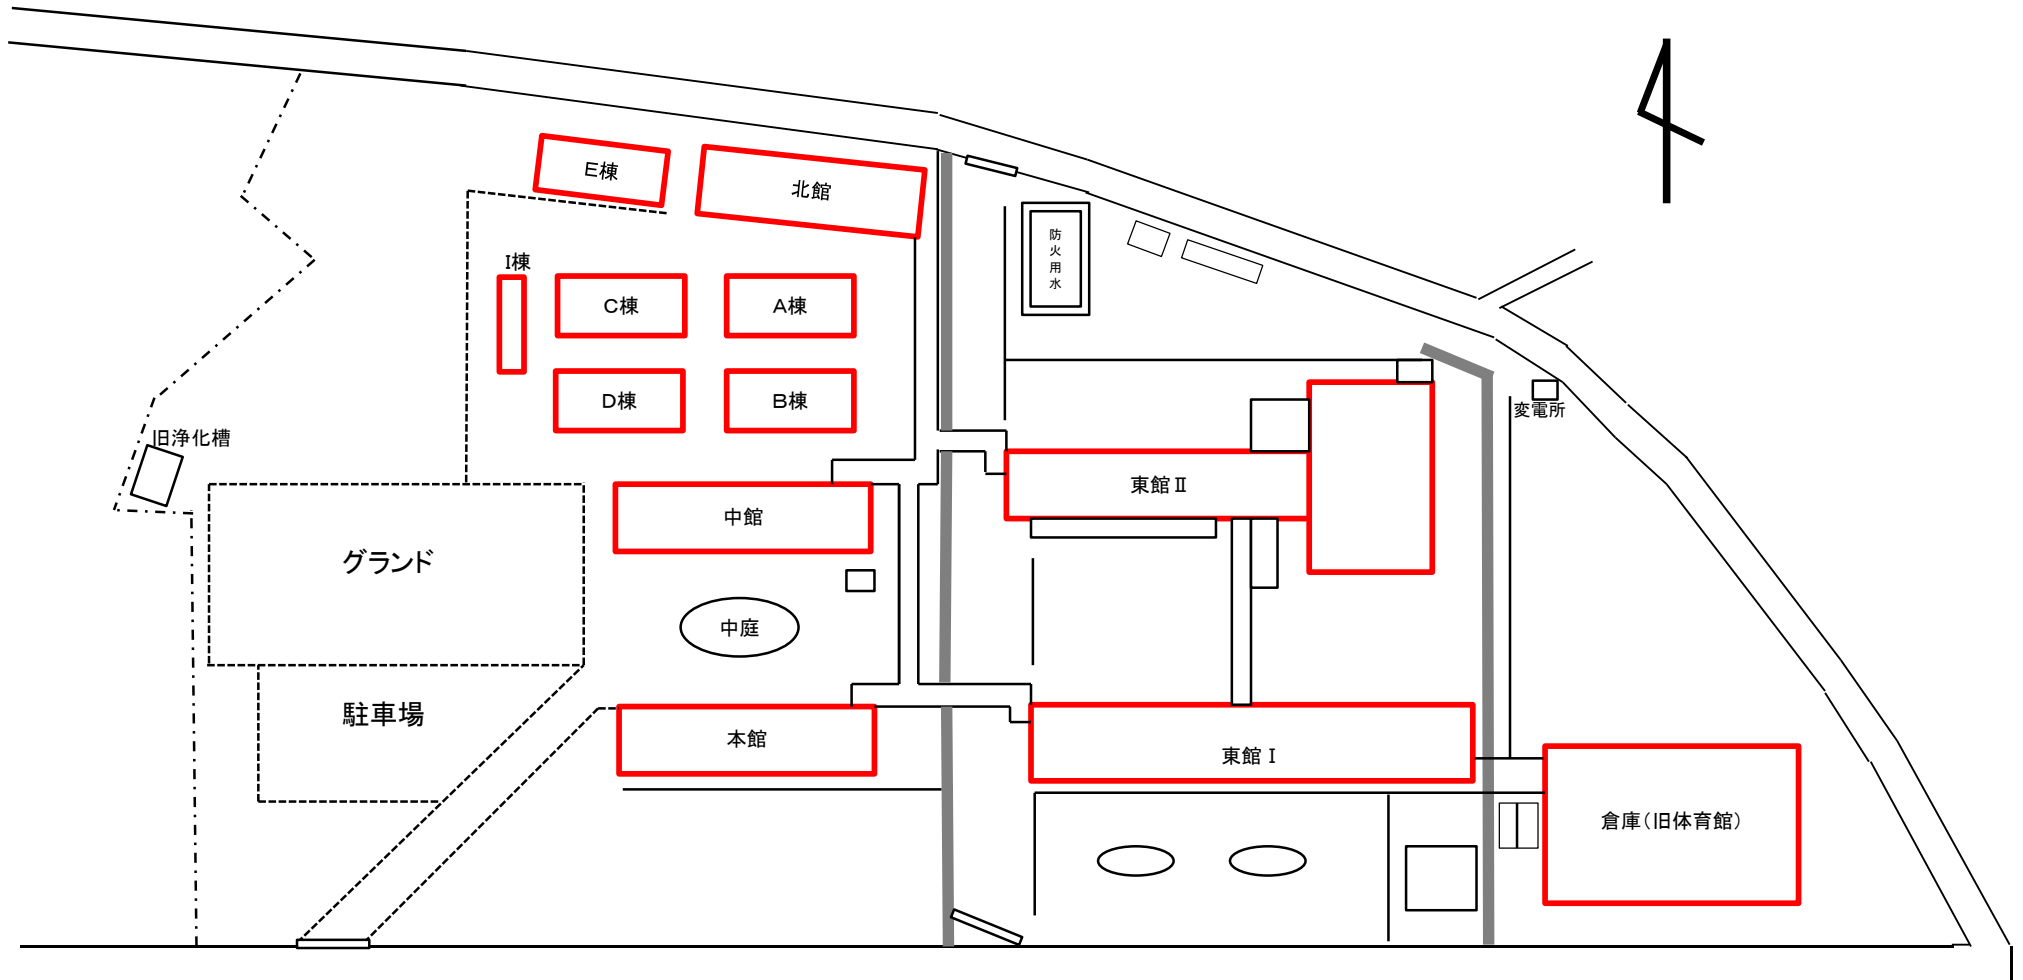 E棟
北館
防火用水
I棟
C棟
A棟
D棟
B棟
変電所
旧浄化槽
東館Ⅱ
中館
グランド
中庭
駐車場
本館
東館Ⅰ
倉庫(旧体育館)